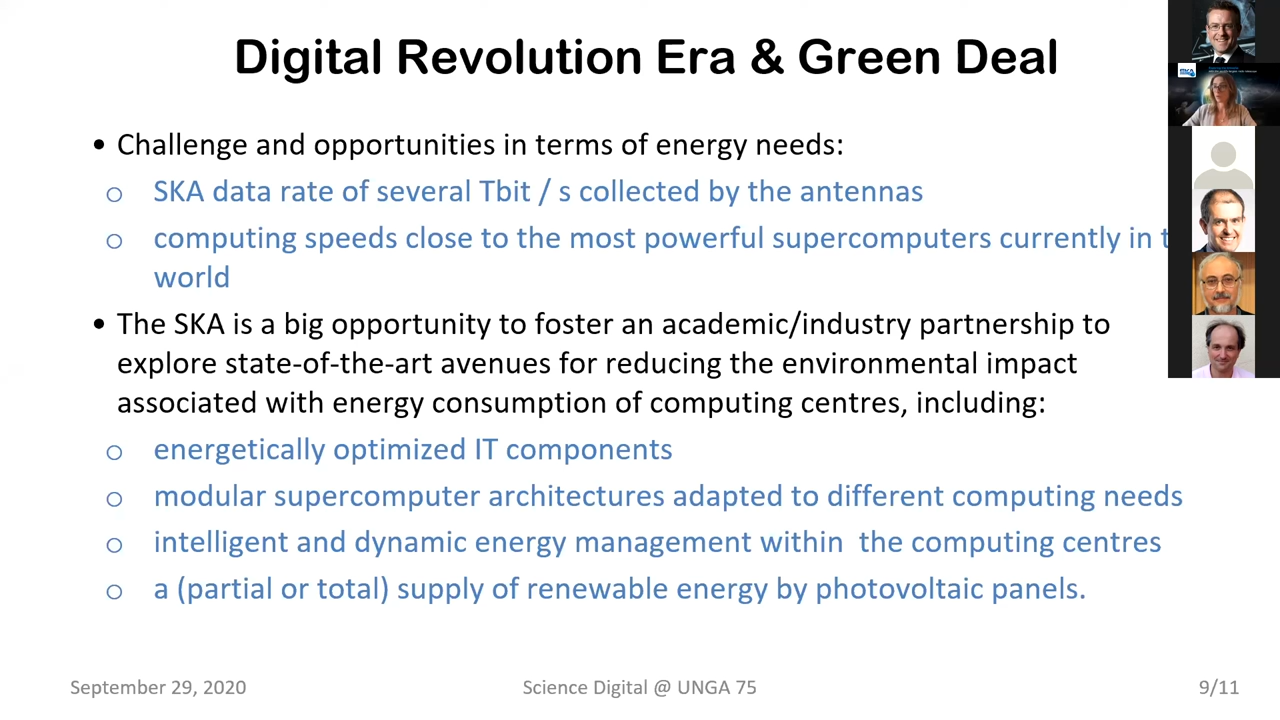 Digital Revolution Era & Green Deal
• Challenge and opportunities in terms of energy needs:
o SKA data rate of several Tbit / s collected by the antennas
o computing speeds close to the most powerful supercomputers currently in
world
• The SKA is a big opportunity to foster an academic/industry partnership to
explore state-of-the-art avenues for reducing the environmental impact
associated with energy consumption of computing centres, including:
o energetically optimized IT components
o modular supercomputer architectures adapted to different computing needs
o intelligent and dynamic energy management within  the computing centres
o a (partial or total) supply of renewable energy by photovoltaic panels.
September 29, 2020
Science Digital @ UNGA 75
9/11